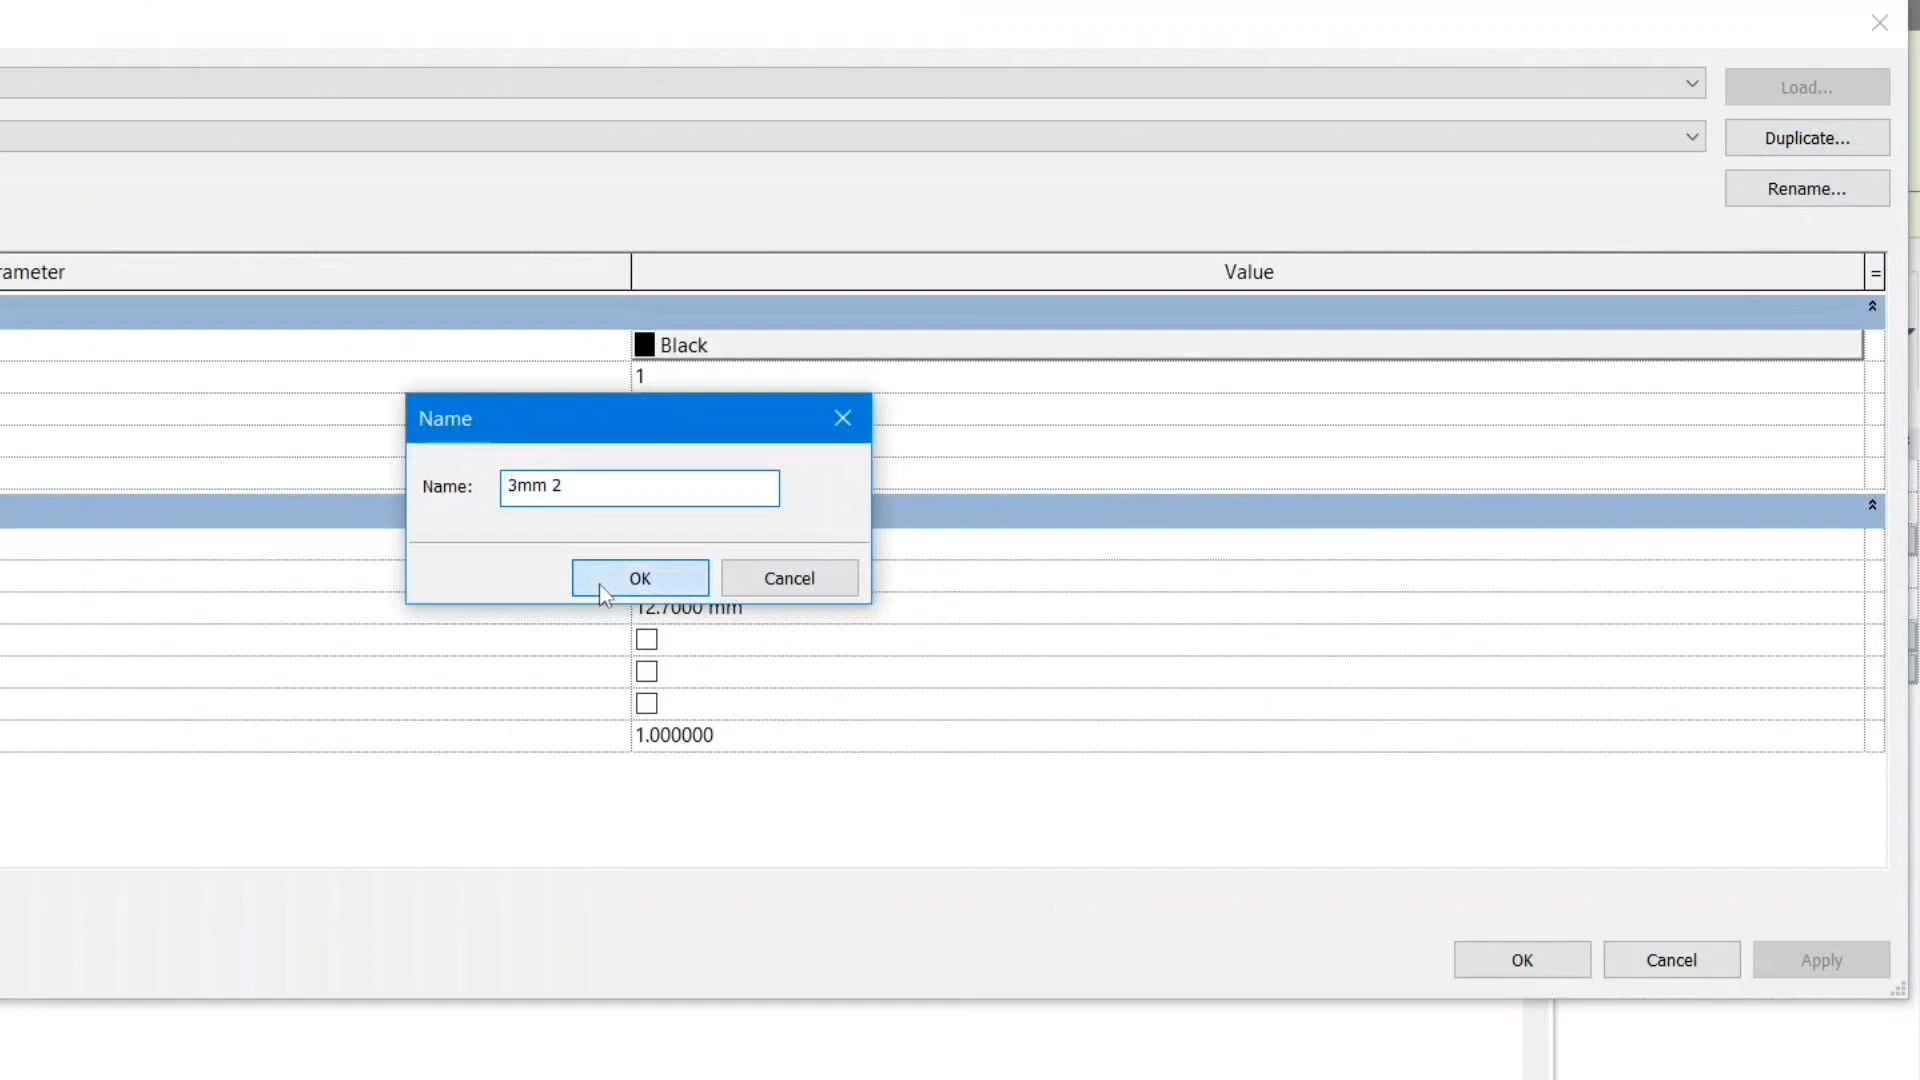 Load...
Duplicate...
Rename...
rameter
Value
=
Black
1
Name
Name:
3mm 2
OK
Cancel
12.7000 mm
1.000000
OK
Cancel
Apply